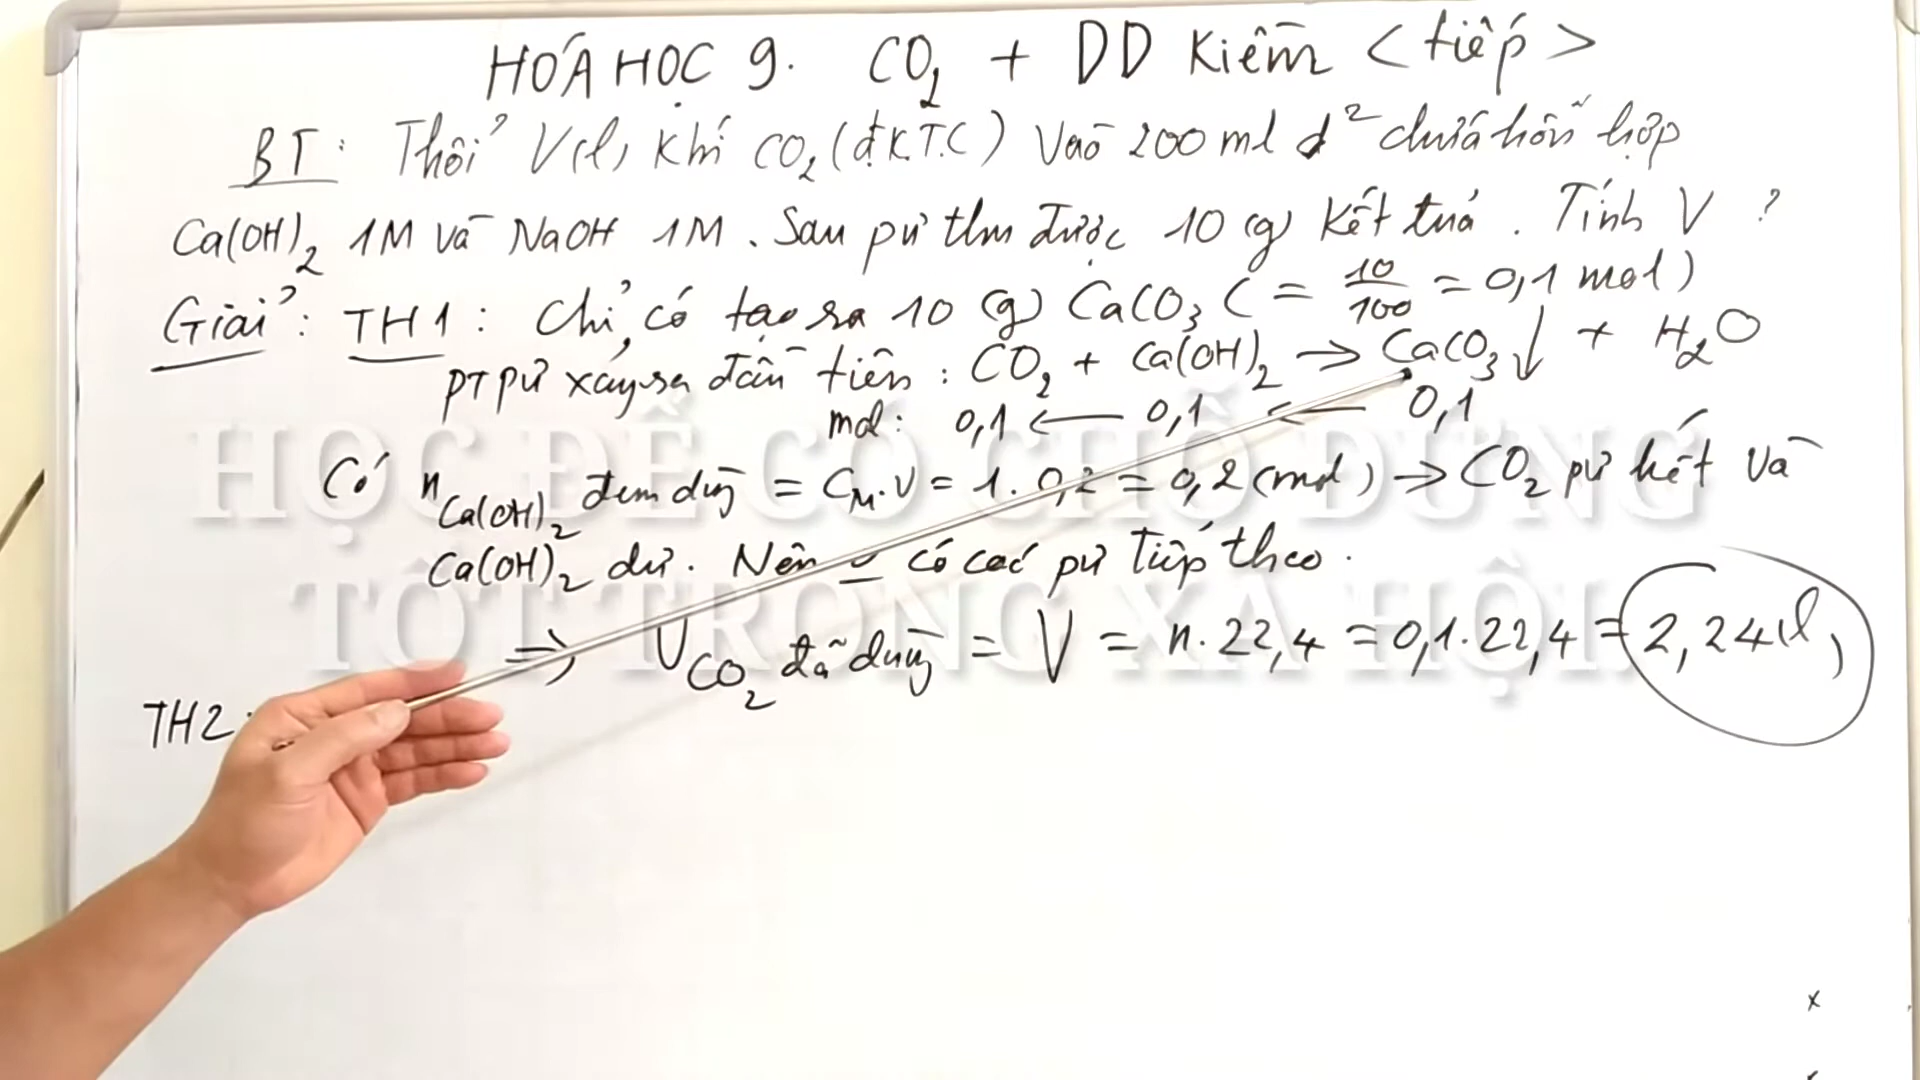 HÓA HỌC 9. CO2 + DD Kiềm < tiếp >
BT: Thổi V(l) khí CO2 (đ.K.T.C) vào 200 ml d² chứa hỗn hợp
Ca(OH)2 1M và NaOH 1M. Sau pư thu được 10 (g) kết tủa. Tính V ?
Giải: TH1: Chỉ có tạo ra 10 (g) CaCO3 ( = 10/100 = 0,1 mol)
PTpứ xảy ra đầu tiên: CO2 + Ca(OH)2 → CaCO3↓ + H2O
mol: 0,1 ← 0,1 ← 0,1
Có nCa(OH)2 đem dùng = CM.V = 1.0,2 = 0,2 (mol) → CO2 pư hết và
Ca(OH)2 dư. Nên có các pư tiếp theo.
⇒ VCO2 đã dùng = V = n.22,4 = 0,1.22,4 = 2,24(l)
TH2:
HỌC ĐỂ CÓ CHỖ ĐỨNG
TỐT TRONG XÃ HỘI